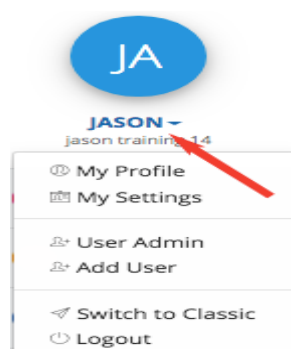 JA
JASON
jason training 14
My Profile
My Settings
User Admin
Add User
Switch to Classic
Logout